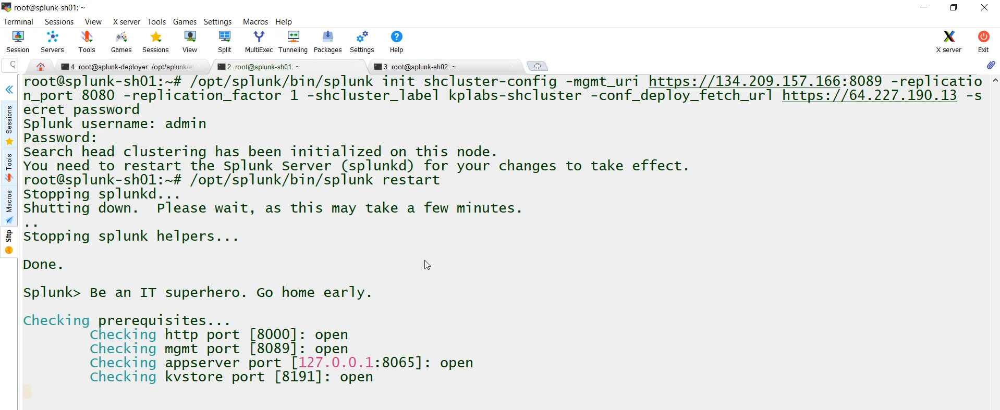 root@splunk-sh01: ~
Terminal Sessions View X server Tools Games Settings Macros Help
Session Servers Tools Games Sessions View Split MultiExec Tunneling Packages Settings Help X server Exit
4. root@splunk-deployer: /opt/splunk/et 2. root@splunk-sh01: ~ 3. root@splunk-sh02: ~
root@splunk-sh01:~# /opt/splunk/bin/splunk init shcluster-config -mgmt_uri https://134.209.157.166:8089 -replicatio
n_port 8080 -replication_factor 1 -shcluster_label kplabs-shcluster -conf_deploy_fetch_url https://64.227.190.13 -s
ecret password
Splunk username: admin
Password:
Search head clustering has been initialized on this node.
You need to restart the Splunk Server (splunkd) for your changes to take effect.
root@splunk-sh01:~# /opt/splunk/bin/splunk restart
Stopping splunkd...
Shutting down.  Please wait, as this may take a few minutes.
..
Stopping splunk helpers...
Done.
Splunk> Be an IT superhero. Go home early.
Checking prerequisites...
Checking http port [8000]: open
Checking mgmt port [8089]: open
Checking appserver port [127.0.0.1:8065]: open
Checking kvstore port [8191]: open
Sessions
Tools
Macros
Sftp